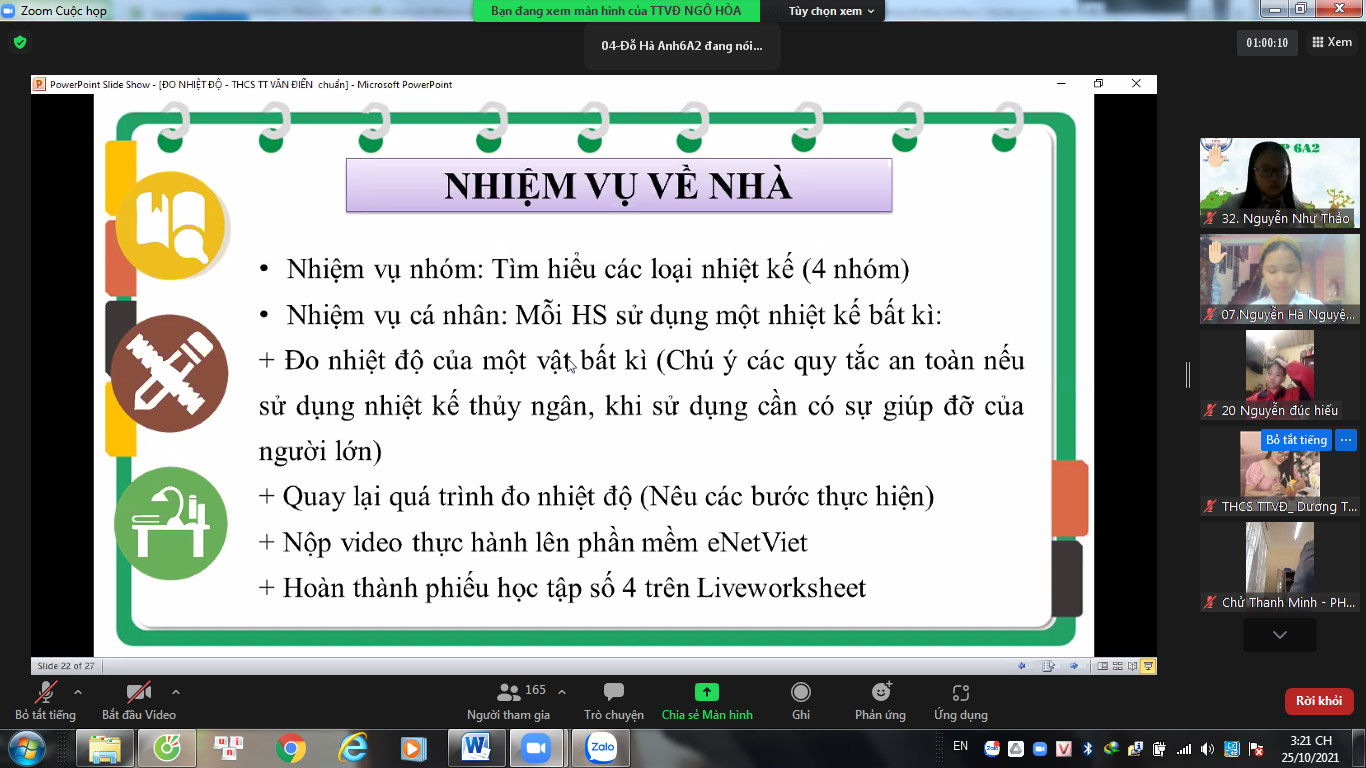 Zoom Cuộc họp
Bạn đang xem màn hình của TTVĐ NGÔ HÒA
Tùy chọn xem
04-Đỗ Hà Anh6A2 đang nói...
01:00:10
Xem
PowerPoint Slide Show - [ĐO NHIỆT ĐỘ - THCS TT VĂN ĐIỂN chuẩn] - Microsoft PowerPoint
NHIỆM VỤ VỀ NHÀ
• Nhiệm vụ nhóm: Tìm hiểu các loại nhiệt kế (4 nhóm)
• Nhiệm vụ cá nhân: Mỗi HS sử dụng một nhiệt kế bất kì:
+ Đo nhiệt độ của một vật bất kì (Chú ý các quy tắc an toàn nếu
sử dụng nhiệt kế thủy ngân, khi sử dụng cần có sự giúp đỡ của
người lớn)
+ Quay lại quá trình đo nhiệt độ (Nêu các bước thực hiện)
+ Nộp video thực hành lên phần mềm eNetViet
+ Hoàn thành phiếu học tập số 4 trên Liveworksheet
P 6A2
32. Nguyễn Như Thảo
07.Nguyễn Hà Nguyê...
20 Nguyễn đức hiếu
Bỏ tắt tiếng
THCS TTVĐ_ Dương T...
Chử Thanh Minh - PH...
Slide 22 of 27
Bỏ tắt tiếng
Bắt đầu Video
165
Người tham gia
Trò chuyện
Chia sẻ Màn hình
Ghi
Phản ứng
Ứng dụng
Rời khỏi
EN
3:21 CH
25/10/2021